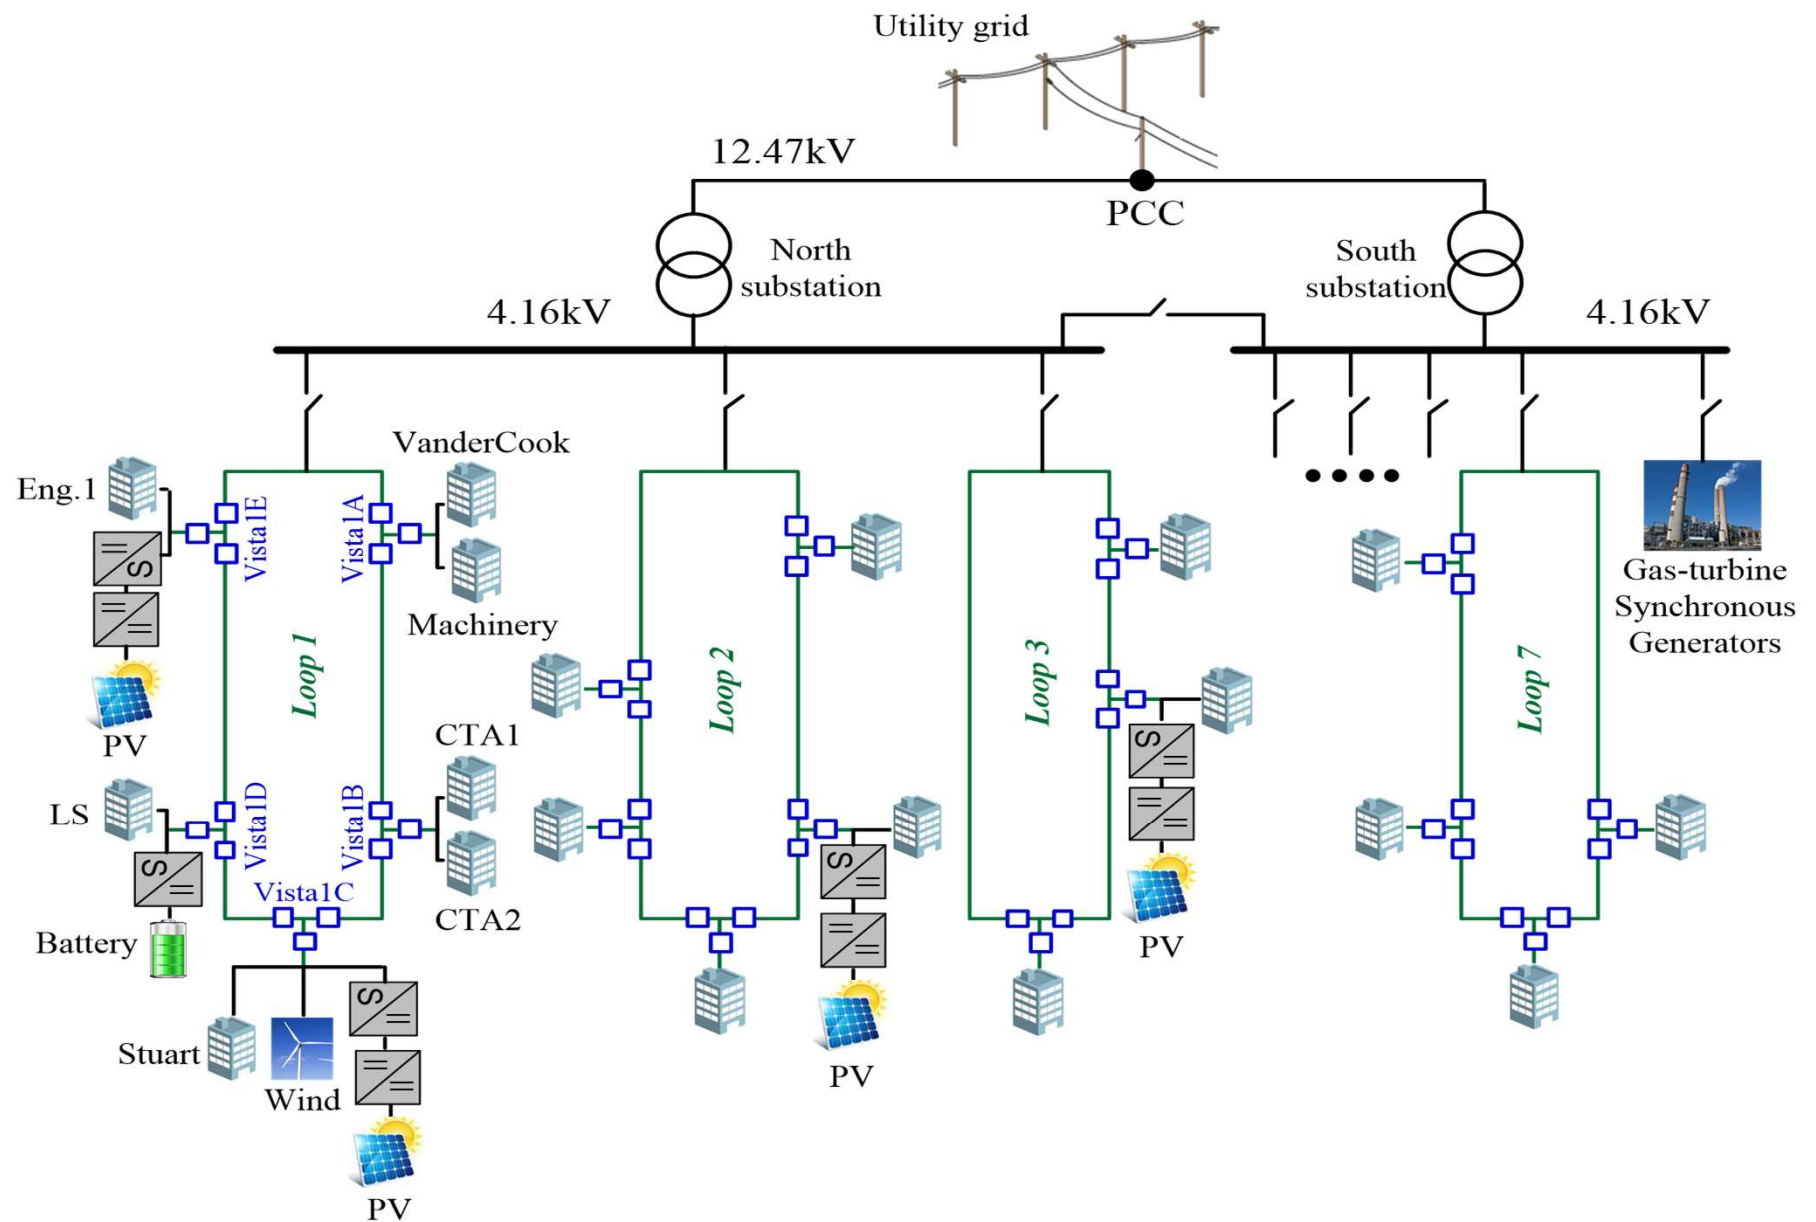 Utility grid
12.47kV
PCC
North
substation
South
substation
4.16kV
4.16kV
VanderCook
Eng.1
Vista1E
Vista1A
Machinery
Loop 1
PV
Loop 2
Loop 3
Loop 7
Gas-turbine
Synchronous
Generators
CTA1
LS
Vista1D
Vista1B
Vista1C
CTA2
Battery
PV
Stuart
Wind
PV
PV